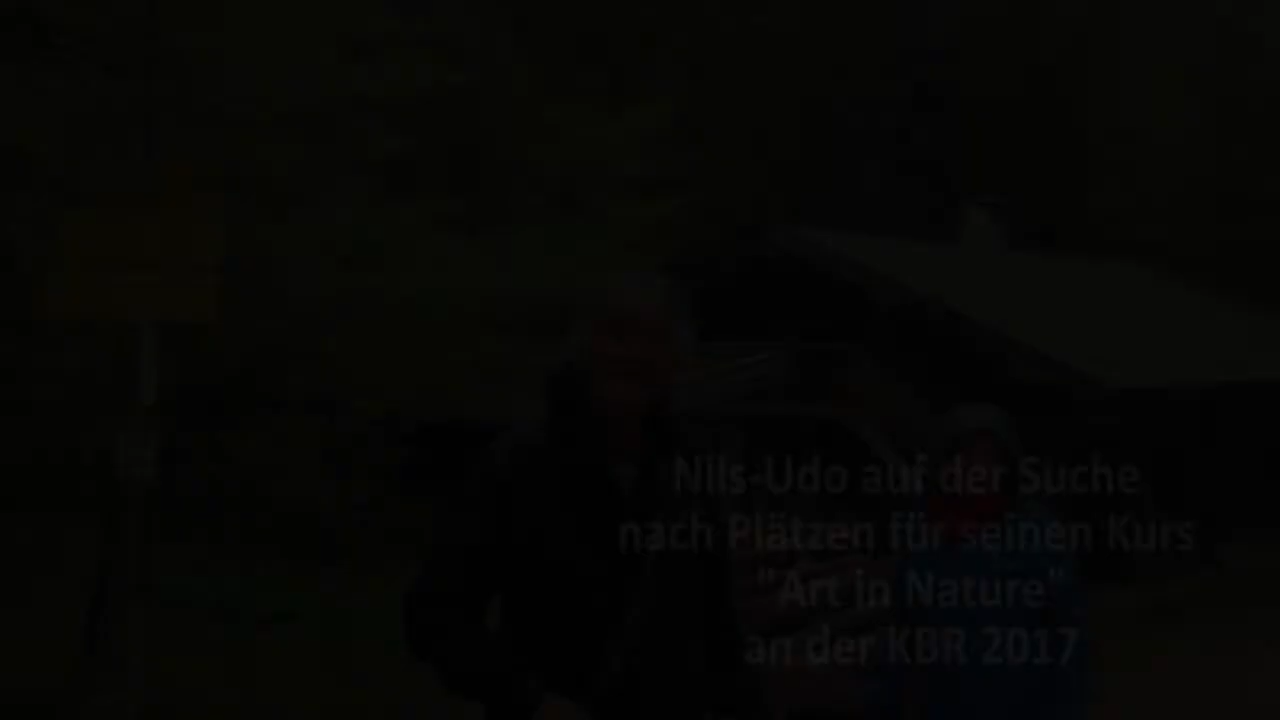 Nils-Udo auf der Suche
nach Plätzen für seinen Kurs
"Art in Nature"
an der KBR 2017